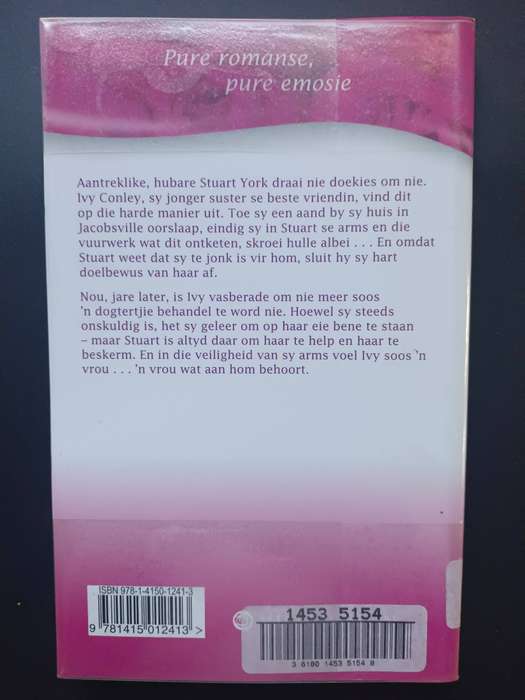 Pure romanse,
pure emosie
Aantreklike, hubare Stuart York draai nie doekies om nie.
Ivy Conley, sy jonger suster se beste vriendin, vind dit
op die harde manier uit. Toe sy een aand by sy huis in
Jacobsville oorslaap, eindig sy in Stuart se arms en die
vuurwerk wat dit ontketen, skroei hulle albei . . . En omdat
Stuart weet dat sy te jonk is vir hom, sluit hy sy hart
doelbewus van haar af.
Nou, jare later, is Ivy vasberade om nie meer soos
'n dogtertjie behandel te word nie. Hoewel sy steeds
onskuldig is, het sy geleer om op haar eie bene te staan
– maar Stuart is altyd daar om haar te help en haar te
beskerm. En in die veiligheid van sy arms voel Ivy soos 'n
vrou . . . 'n vrou wat aan hom behoort.
ISBN 978-1-4150-1241-3
9 781415 012413 >
1453 5154
3 6190 1453 5154 8